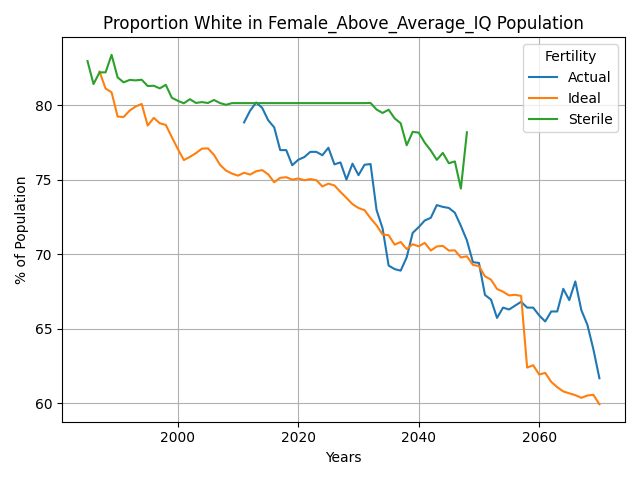 Proportion White in Female_Above_Average_IQ Population
Fertility
Actual
Ideal
Sterile
% of Population
80
75
70
65
60
2000
2020
2040
2060
Years